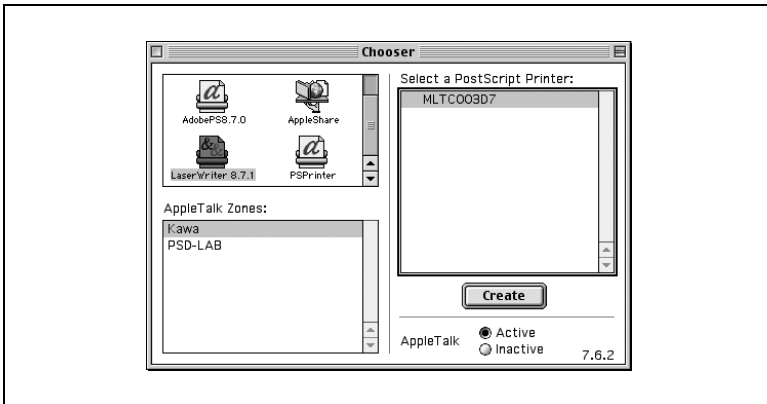 Chooser
AdobePS8.7.0
AppleShare
LaserWriter 8.7.1
PSPrinter
AppleTalk Zones:
Kawa
PSD-LAB
Select a PostScript Printer:
MLTC003D7
Create
AppleTalk
Active
Inactive
7.6.2